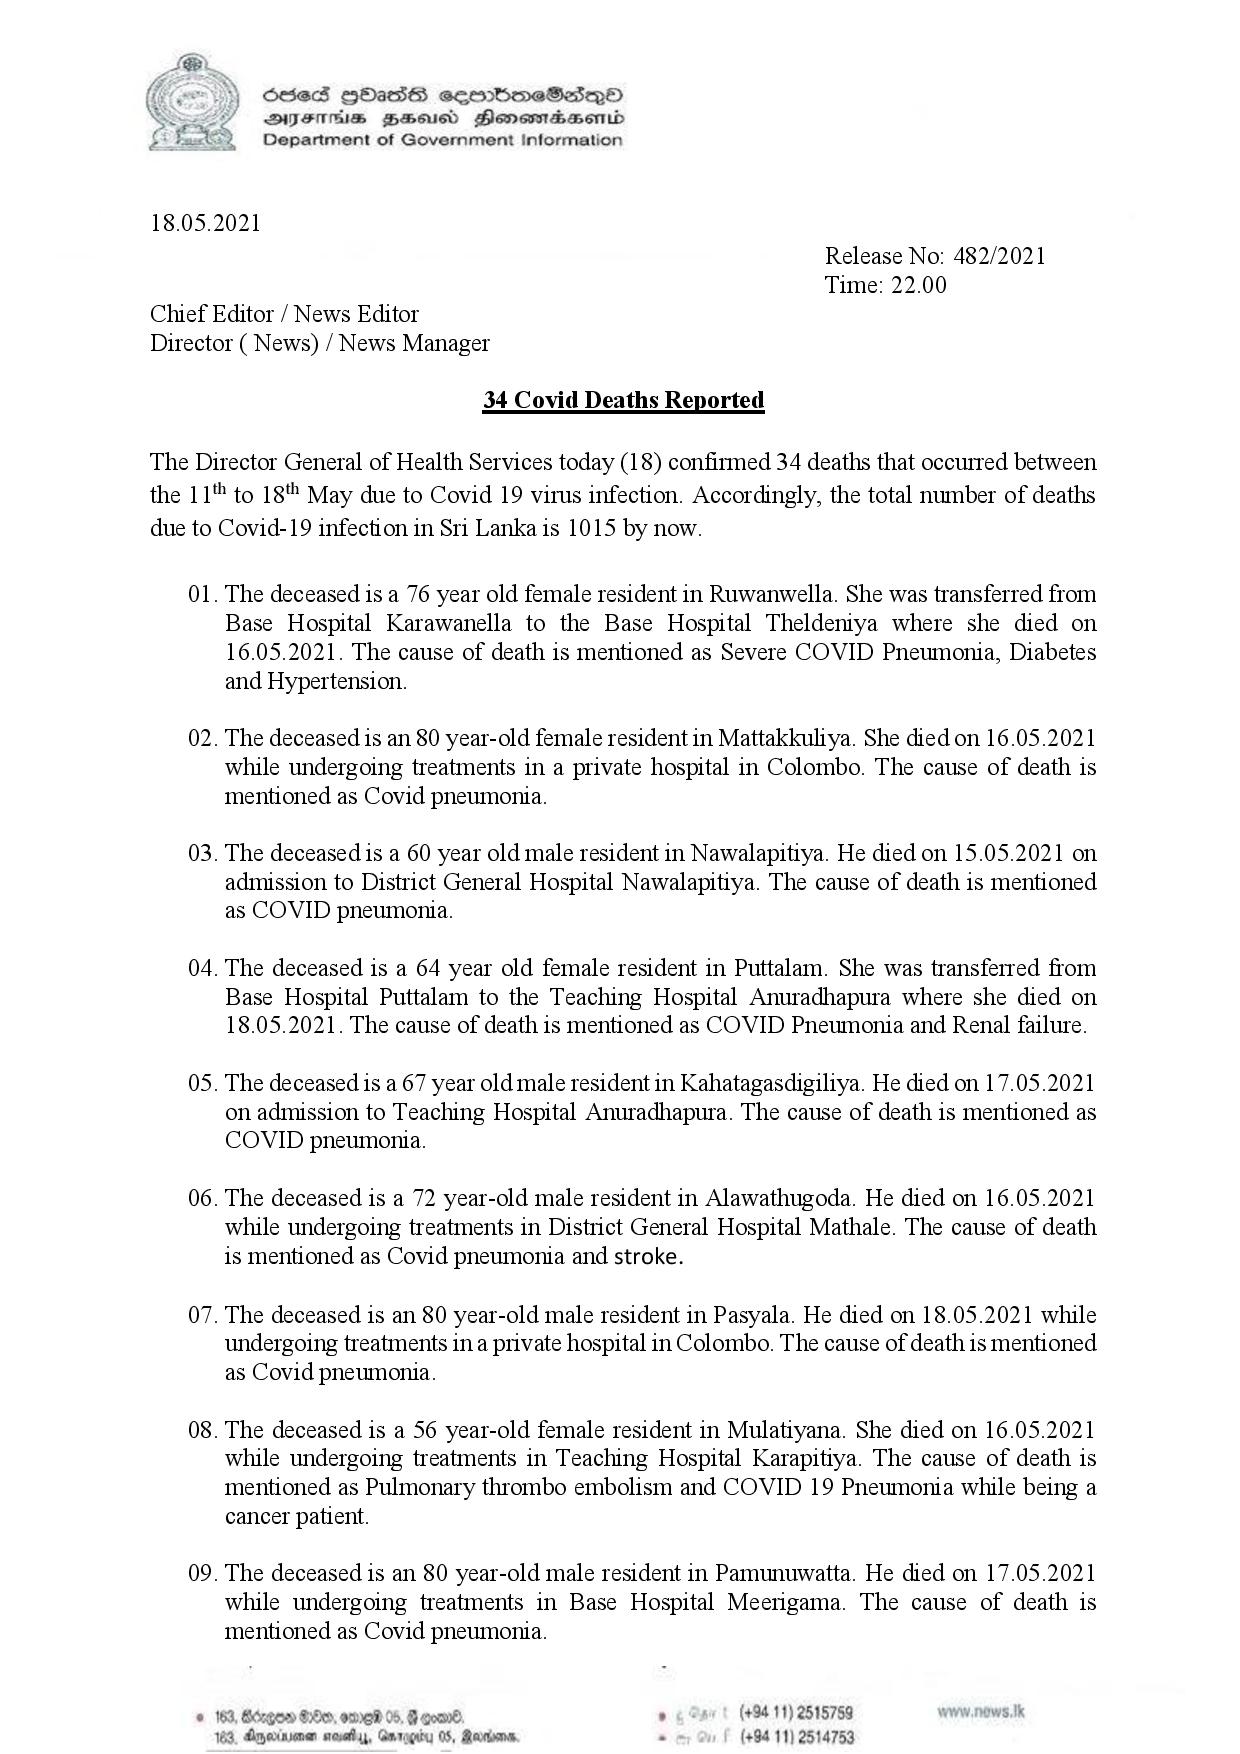 රජයේ ප්‍රවෘත්ති දෙපාර්තමේන්තුව
அரசாங்க தகவல் திணைக்களம்
Department of Government Information
18.05.2021
Release No: 482/2021
Time: 22.00
Chief Editor / News Editor
Director ( News) / News Manager
34 Covid Deaths Reported
The Director General of Health Services today (18) confirmed 34 deaths that occurred between
the 11th to 18th May due to Covid 19 virus infection. Accordingly, the total number of deaths
due to Covid-19 infection in Sri Lanka is 1015 by now.
01. The deceased is a 76 year old female resident in Ruwanwella. She was transferred from
Base Hospital Karawanella to the Base Hospital Theldeniya where she died on
16.05.2021. The cause of death is mentioned as Severe COVID Pneumonia, Diabetes
and Hypertension.
02. The deceased is an 80 year-old female resident in Mattakkuliya. She died on 16.05.2021
while undergoing treatments in a private hospital in Colombo. The cause of death is
mentioned as Covid pneumonia.
03. The deceased is a 60 year old male resident in Nawalapitiya. He died on 15.05.2021 on
admission to District General Hospital Nawalapitiya. The cause of death is mentioned
as COVID pneumonia.
04. The deceased is a 64 year old female resident in Puttalam. She was transferred from
Base Hospital Puttalam to the Teaching Hospital Anuradhapura where she died on
18.05.2021. The cause of death is mentioned as COVID Pneumonia and Renal failure.
05. The deceased is a 67 year old male resident in Kahatagasdigiliya. He died on 17.05.2021
on admission to Teaching Hospital Anuradhapura. The cause of death is mentioned as
COVID pneumonia.
06. The deceased is a 72 year-old male resident in Alawathugoda. He died on 16.05.2021
while undergoing treatments in District General Hospital Mathale. The cause of death
is mentioned as Covid pneumonia and stroke.
07. The deceased is an 80 year-old male resident in Pasyala. He died on 18.05.2021 while
undergoing treatments in a private hospital in Colombo. The cause of death is mentioned
as Covid pneumonia.
08. The deceased is a 56 year-old female resident in Mulatiyana. She died on 16.05.2021
while undergoing treatments in Teaching Hospital Karapitiya. The cause of death is
mentioned as Pulmonary thrombo embolism and COVID 19 Pneumonia while being a
cancer patient.
09. The deceased is an 80 year-old male resident in Pamunuwatta. He died on 17.05.2021
while undergoing treatments in Base Hospital Meerigama. The cause of death is
mentioned as Covid pneumonia.
163, කිරුලපන මාවත, කොළඹ 05, ශ්‍රී ලංකාව.
163, கிருலப்பனை எவெனியூ, கொழும்பு 05, இலங்கை.
(+94 11) 2515759
(+94 11) 2514753
www.news.lk